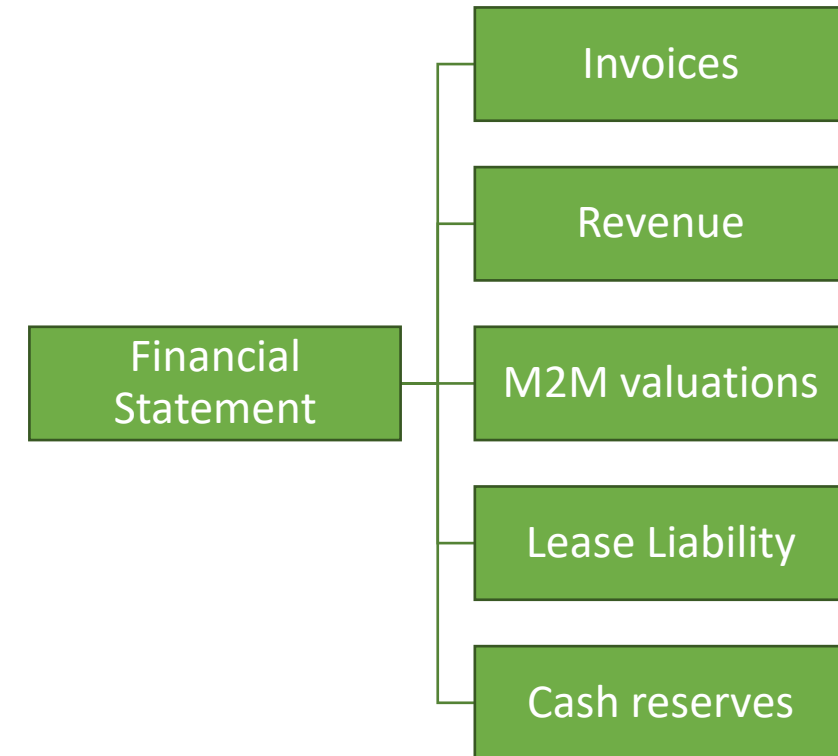 Financial
Statement
Invoices
Revenue
M2M valuations
Lease Liability
Cash reserves